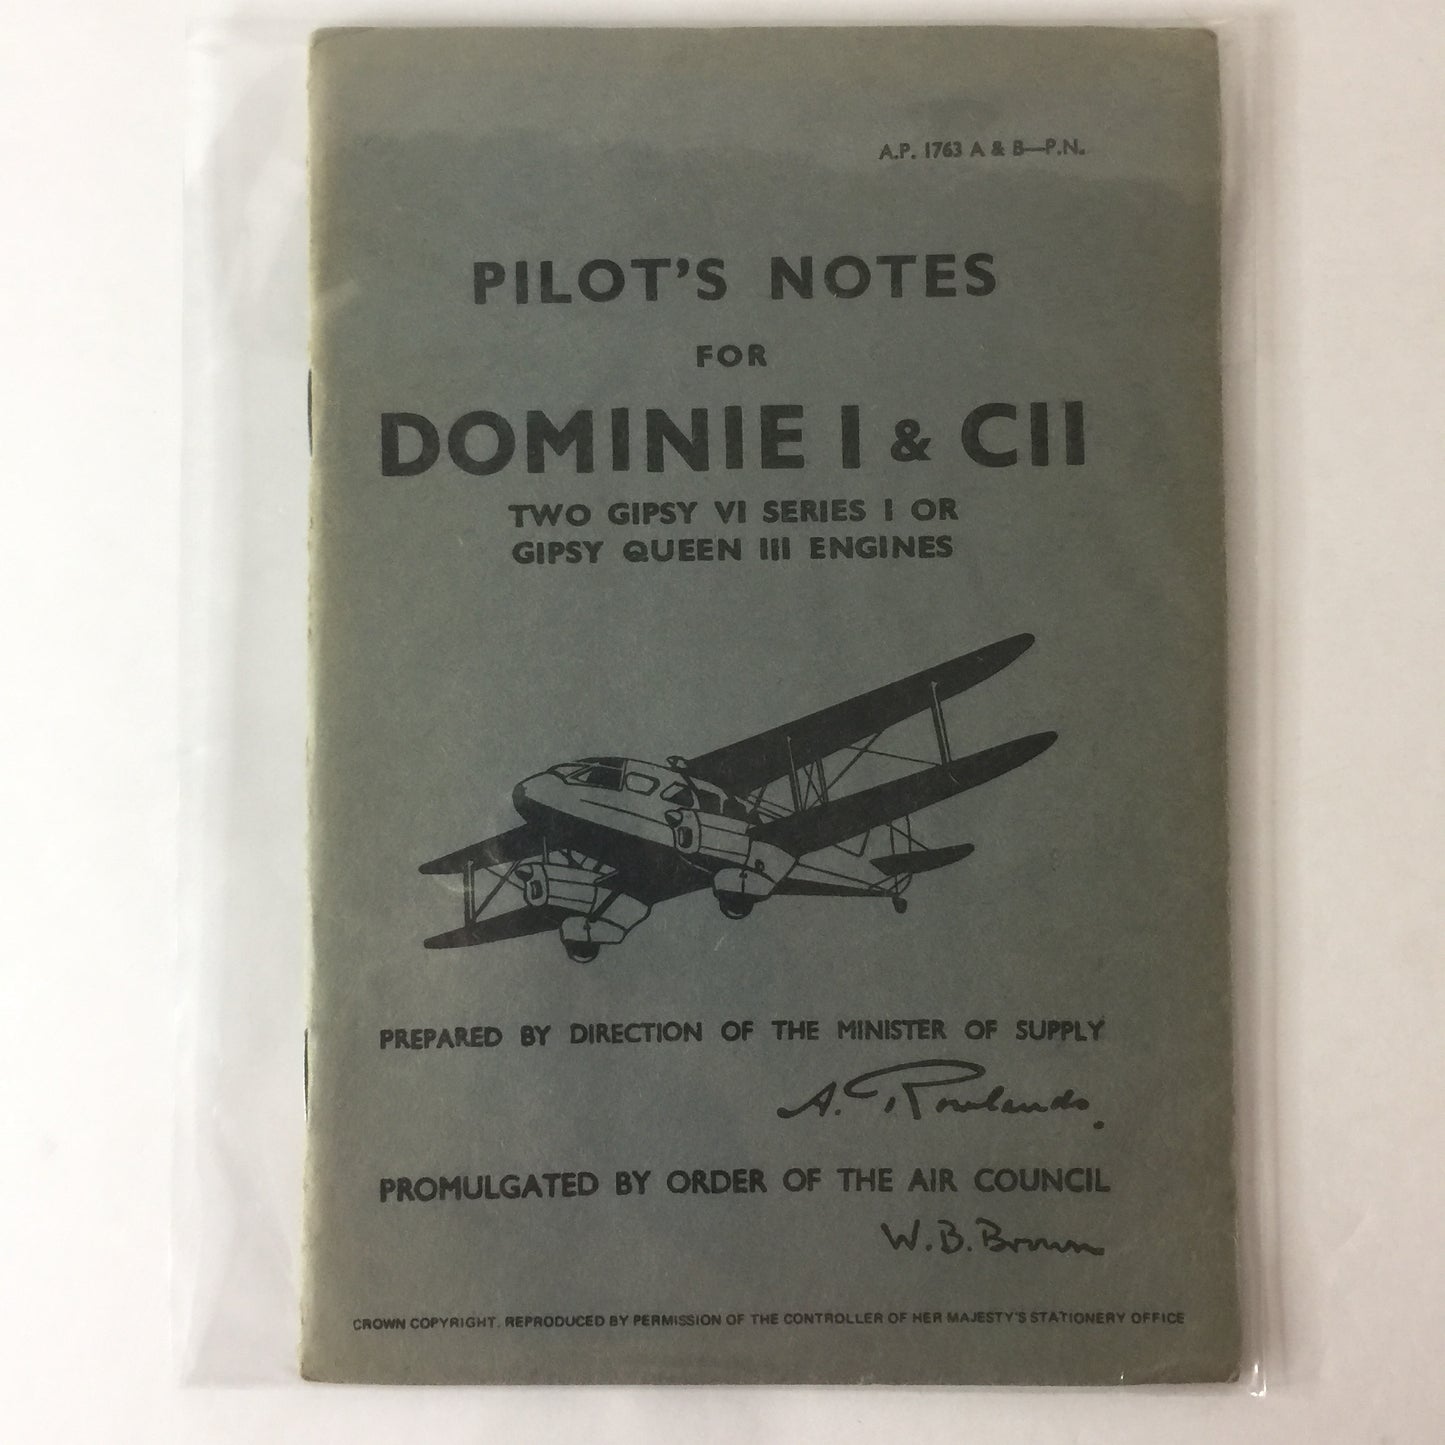 A.P. 1763 A & B—P.N.
PILOT'S NOTES
FOR
DOMINIE I & CII
TWO GIPSY VI SERIES I OR
GIPSY QUEEN III ENGINES
PREPARED BY DIRECTION OF THE MINISTER OF SUPPLY
A. Rowlands.
PROMULGATED BY ORDER OF THE AIR COUNCIL
W.B. Brown
CROWN COPYRIGHT. REPRODUCED BY PERMISSION OF THE CONTROLLER OF HER MAJESTY'S STATIONERY OFFICE